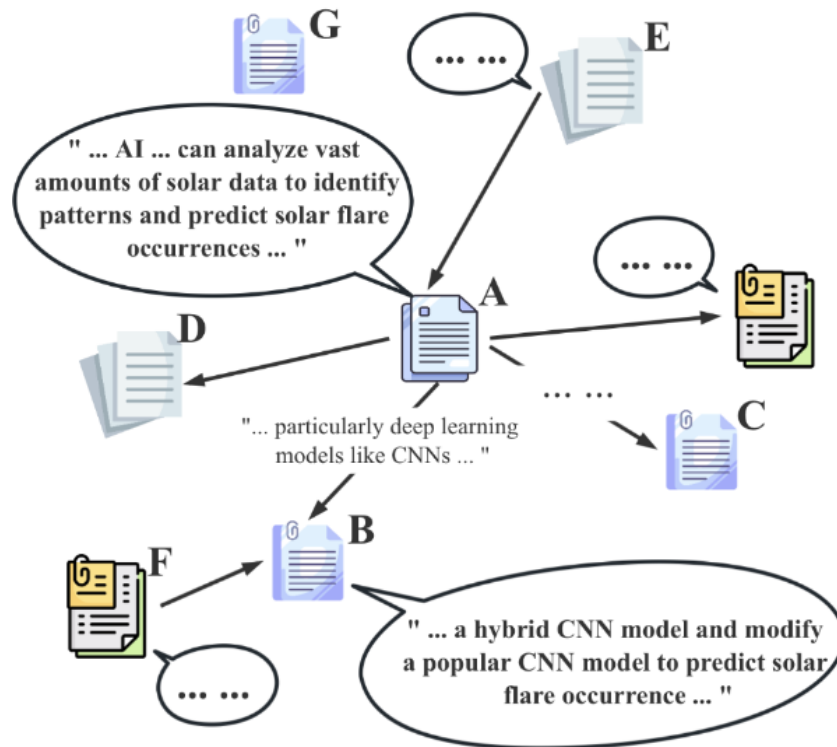 G
E
... ...
" ... AI ... can analyze vast
amounts of solar data to identify
patterns and predict solar flare
occurrences ... "
... ...
A
D
... ...
"... particularly deep learning
models like CNNs ... "
C
B
F
" ... a hybrid CNN model and modify
a popular CNN model to predict solar
flare occurrence ... "
... ...